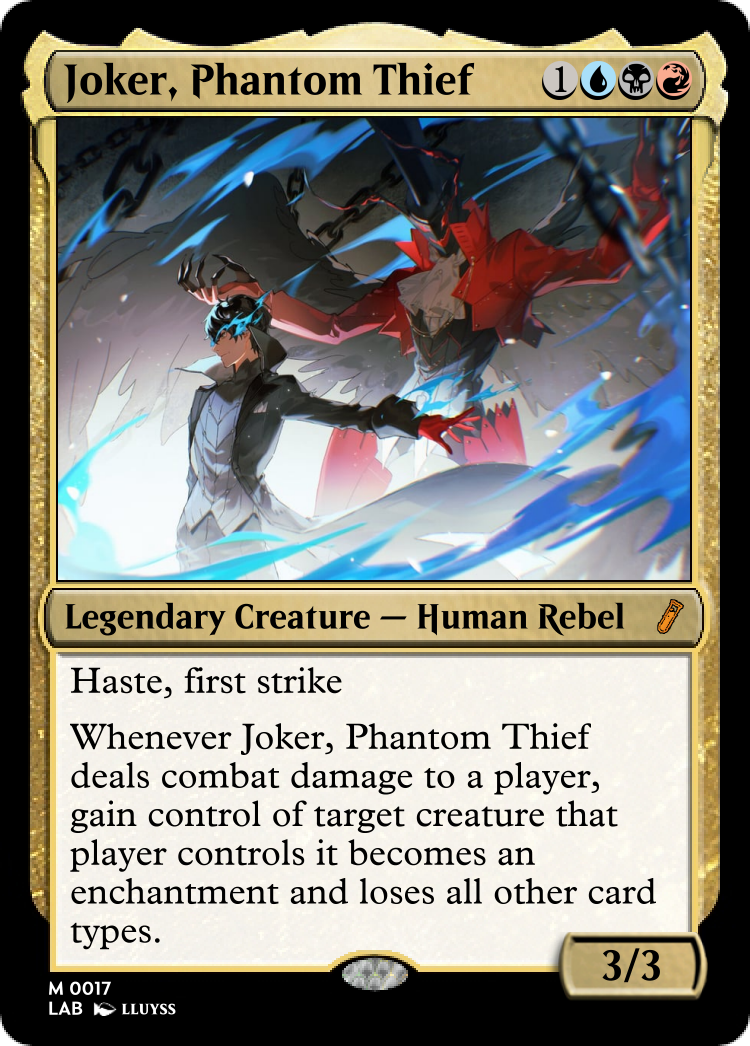 Joker, Phantom Thief 1
Legendary Creature — Human Rebel
Haste, first strike
Whenever Joker, Phantom Thief
deals combat damage to a player,
gain control of target creature that
player controls it becomes an
enchantment and loses all other card
types.
3/3
M 0017
LAB LLUYSS